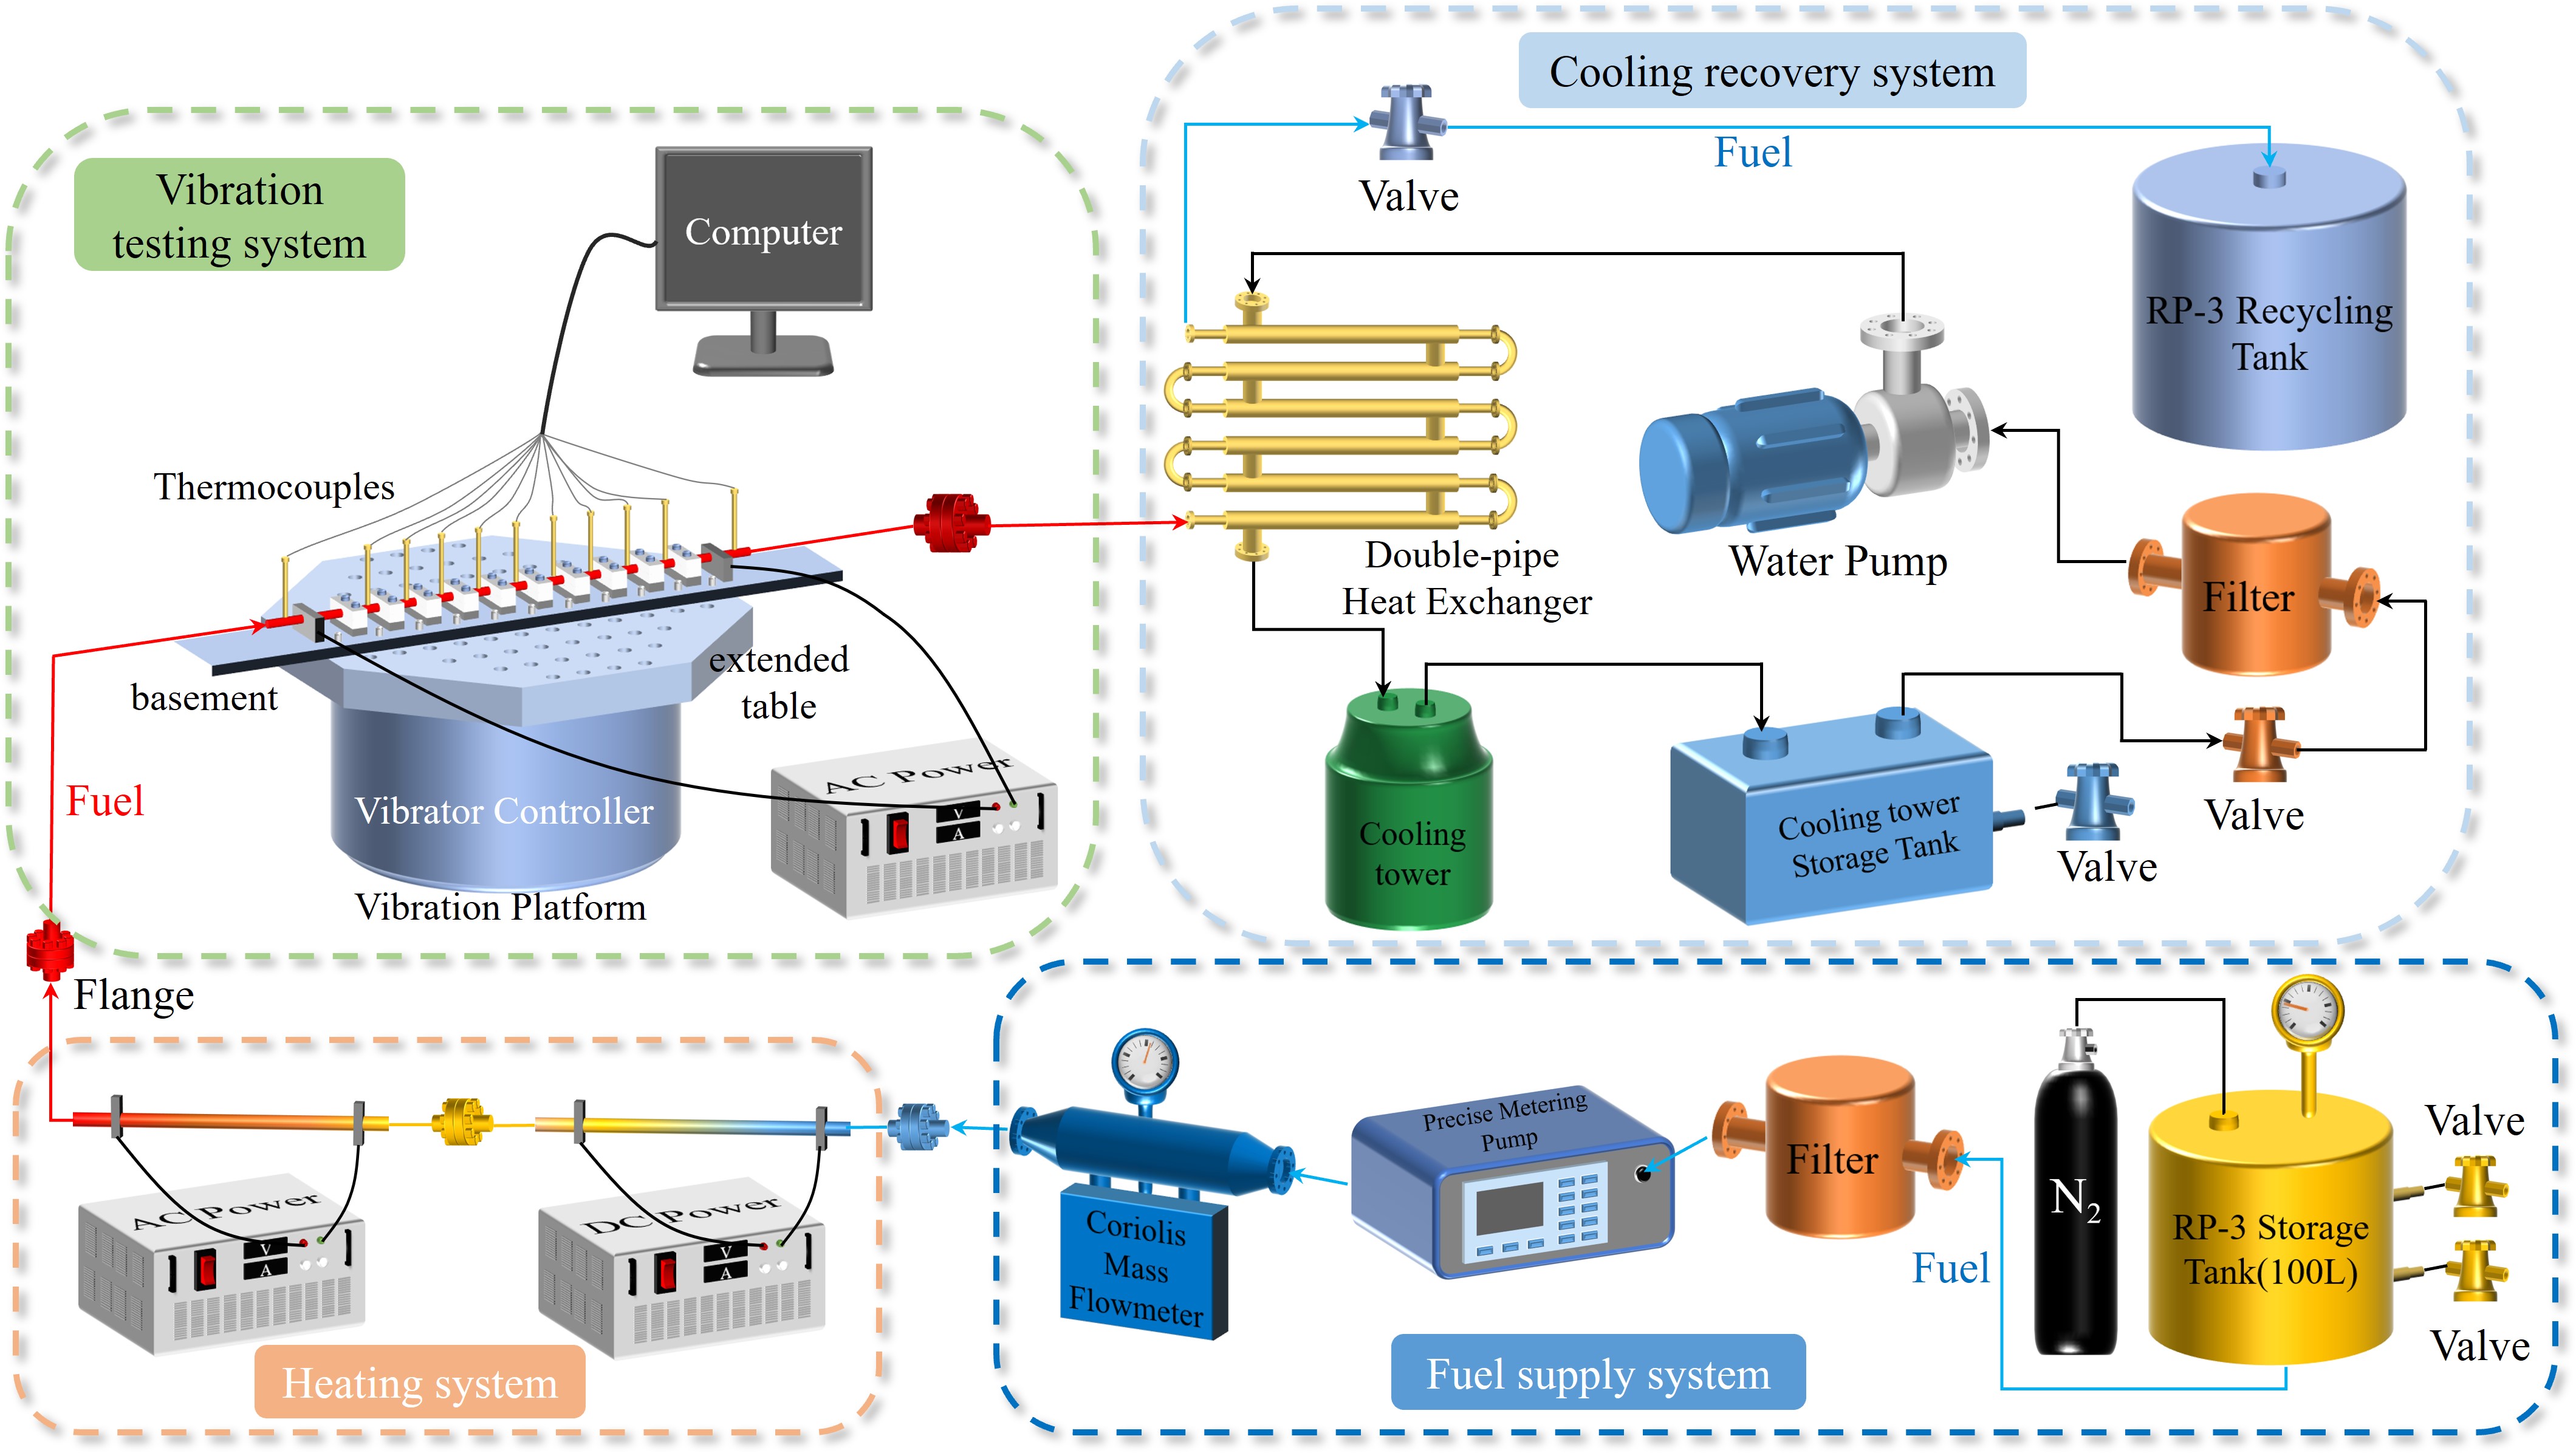 Cooling recovery system
Valve
Fuel
RP-3 Recycling
Tank
Vibration
testing system
Computer
Thermocouples
Double-pipe
Heat Exchanger
Water Pump
Filter
basement
extended
table
Fuel
AC Power
V
A
Vibrator Controller
Vibration Platform
Cooling
tower
Cooling tower
Storage Tank
Valve
Valve
Flange
AC Power
V
A
DC Power
V
A
Heating system
Coriolis
Mass
Flowmeter
Precise Metering
Pump
Filter
Fuel
N2
RP-3 Storage
Tank(100L)
Valve
Valve
Fuel supply system